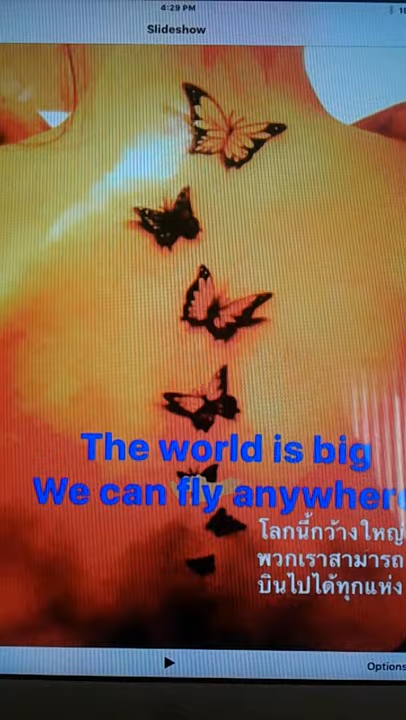 4:29 PM
Slideshow
The world is big
We can fly anywher
โลกนี้กว้างใหญ่
พวกเราสามารถ
บินไปได้ทุกแห่ง
Options